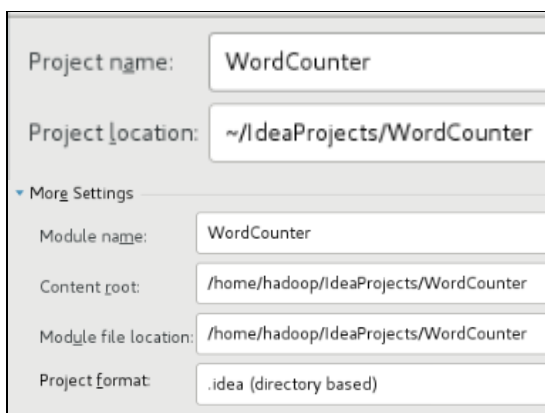 Project name: WordCounter
Project location: ~/IdeaProjects/WordCounter
More Settings
Module name: WordCounter
Content root: /home/hadoop/IdeaProjects/WordCounter
Module file location: /home/hadoop/IdeaProjects/WordCounter
Project format: .idea (directory based)